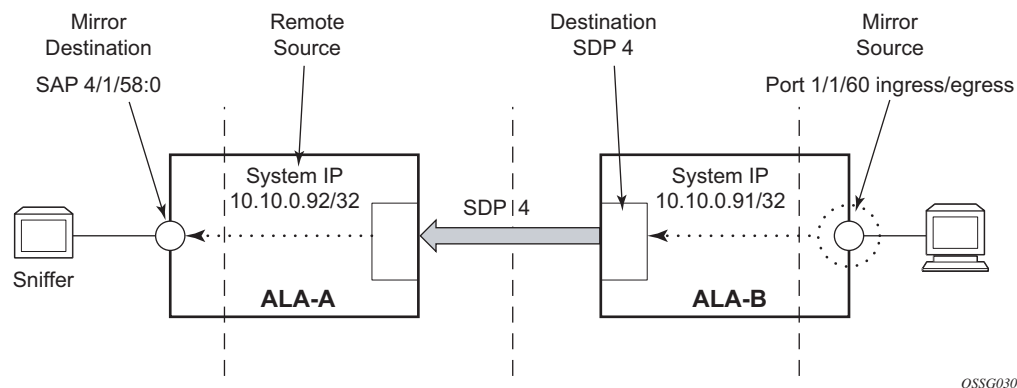 Mirror
Destination
SAP 4/1/58:0
Remote
Source
Destination
SDP 4
Mirror
Source
Port 1/1/60 ingress/egress
System IP
10.10.0.92/32
SDP 4
System IP
10.10.0.91/32
Sniffer
ALA-A
ALA-B
OSSG030